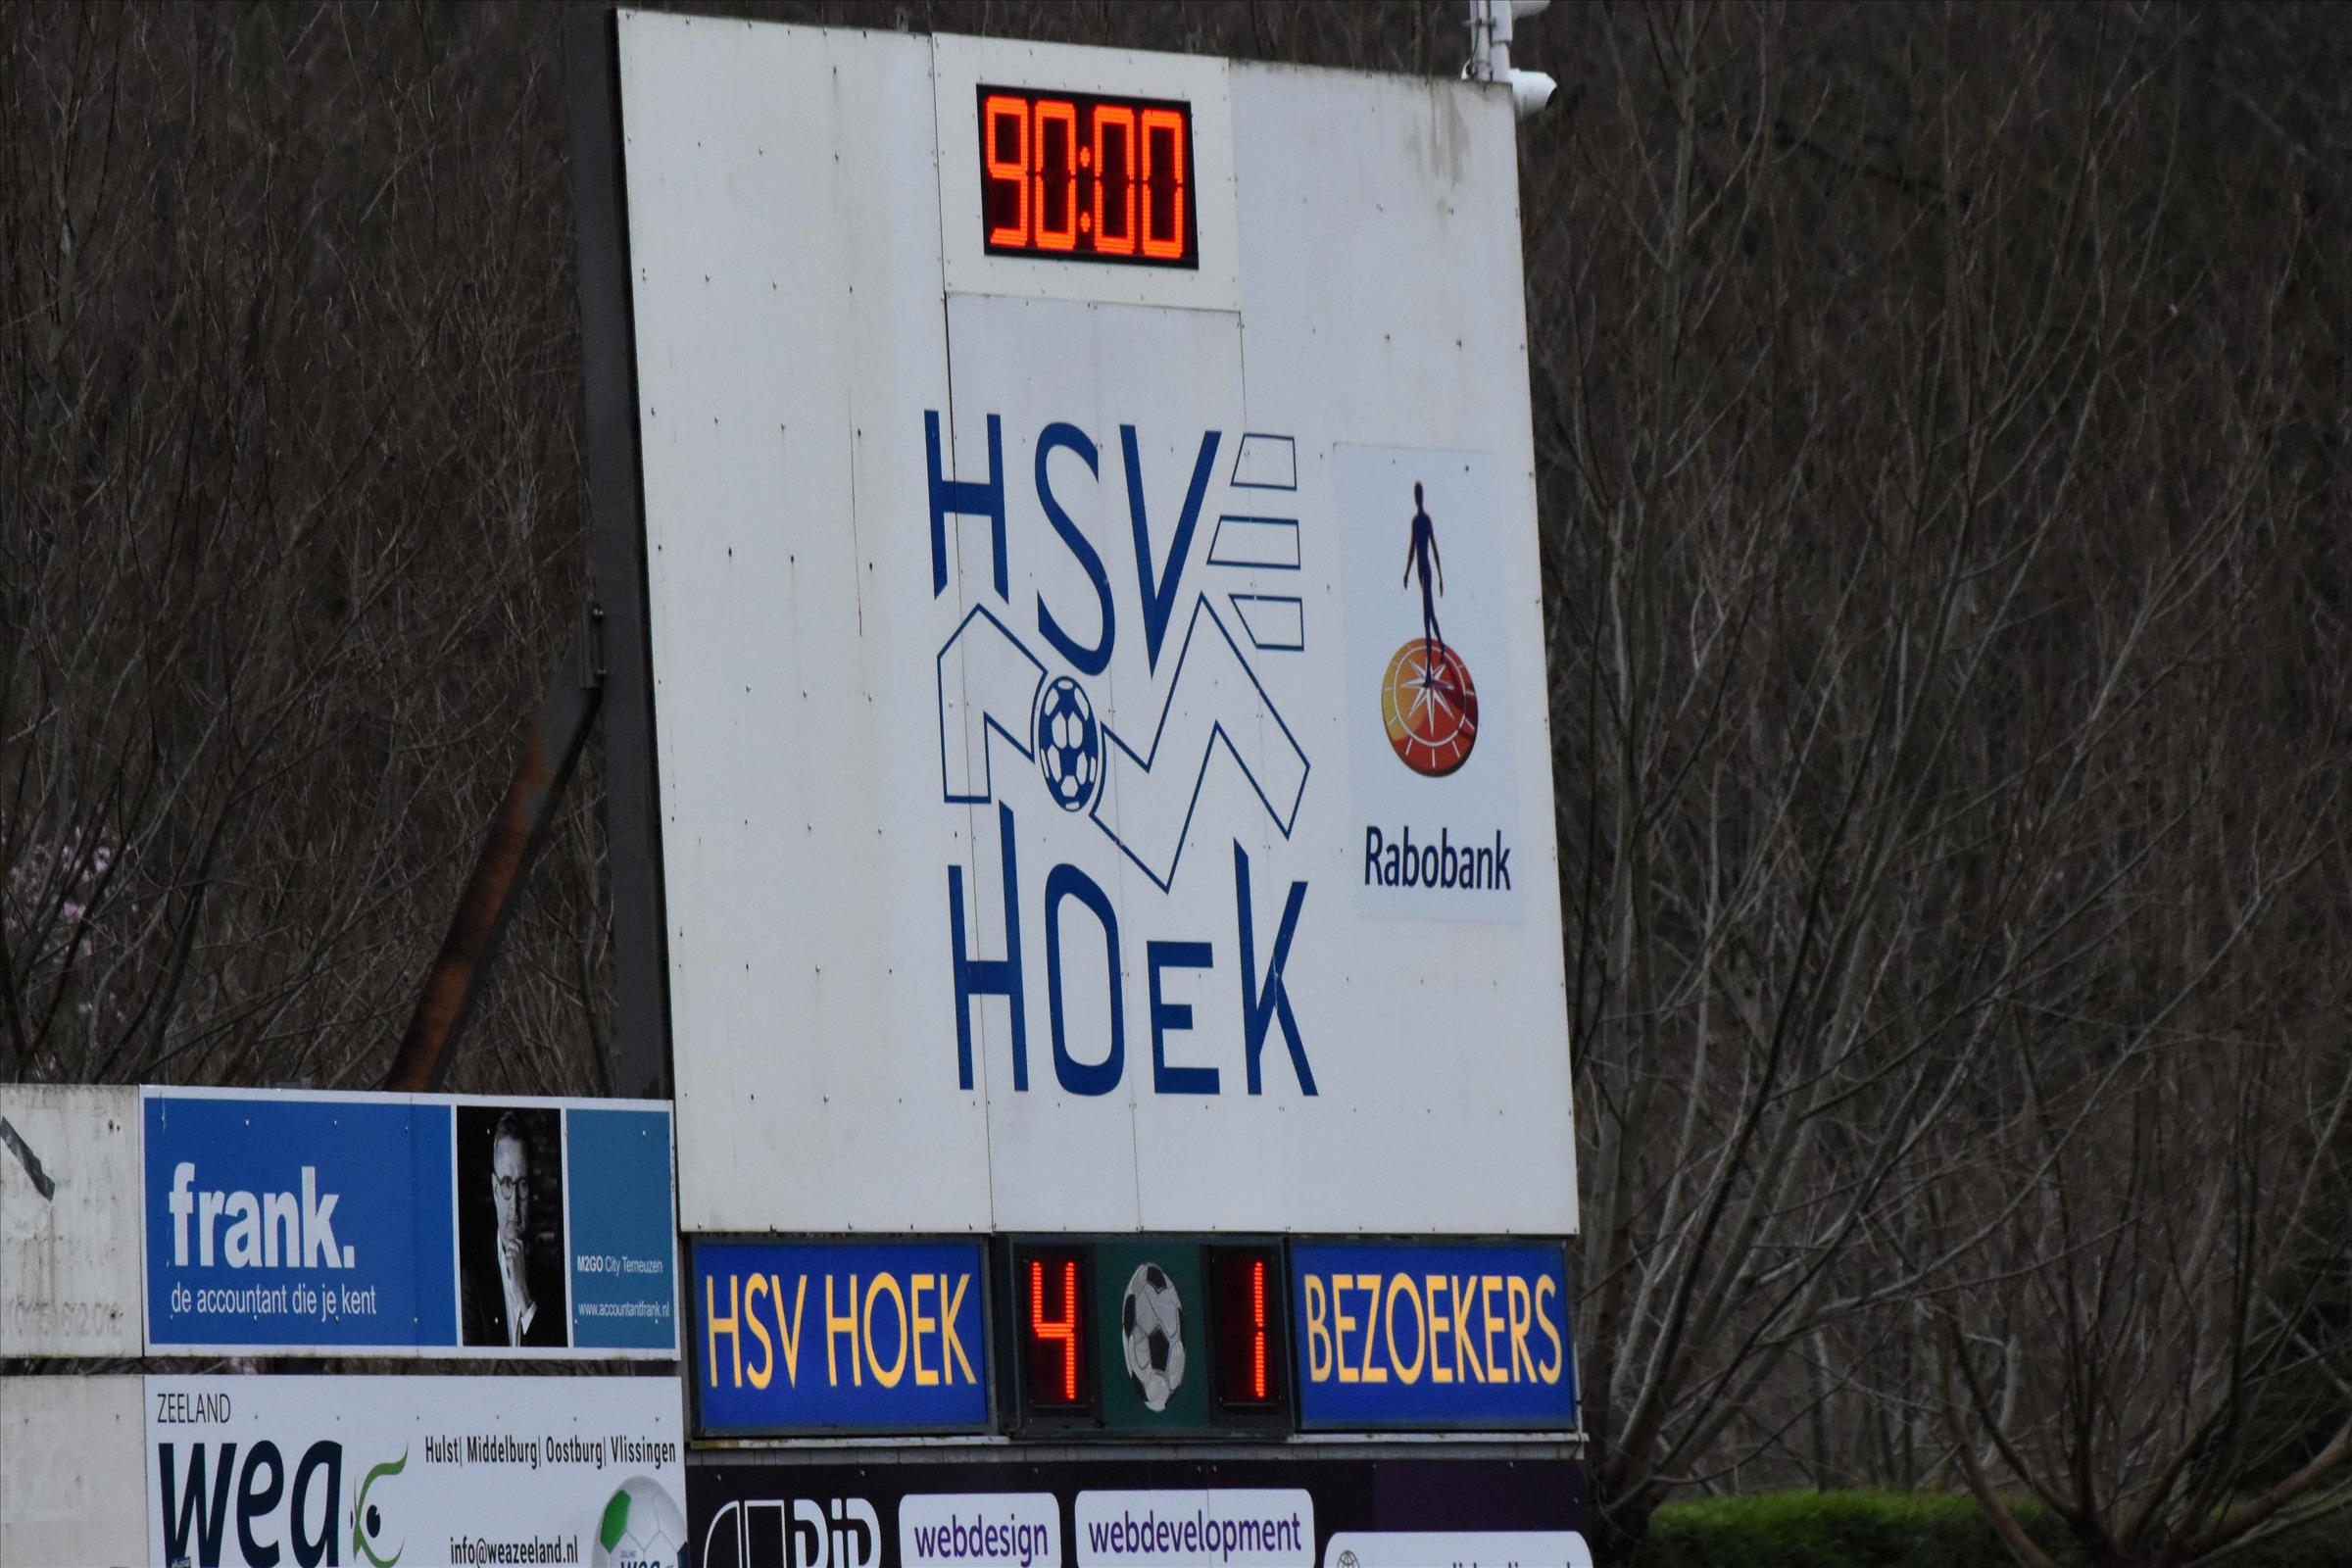 90:00
HSV
HOEK
Rabobank
frank.
de accountant die je kent
M2GO City Terneuzen
www.accountantfrank.nl
HSV HOEK
4
1
BEZOEKERS
ZEELAND
wea
Hulst| Middelburg| Oostburg| Vlissingen
info@weazeeland.nl
webdesign
webdevelopment